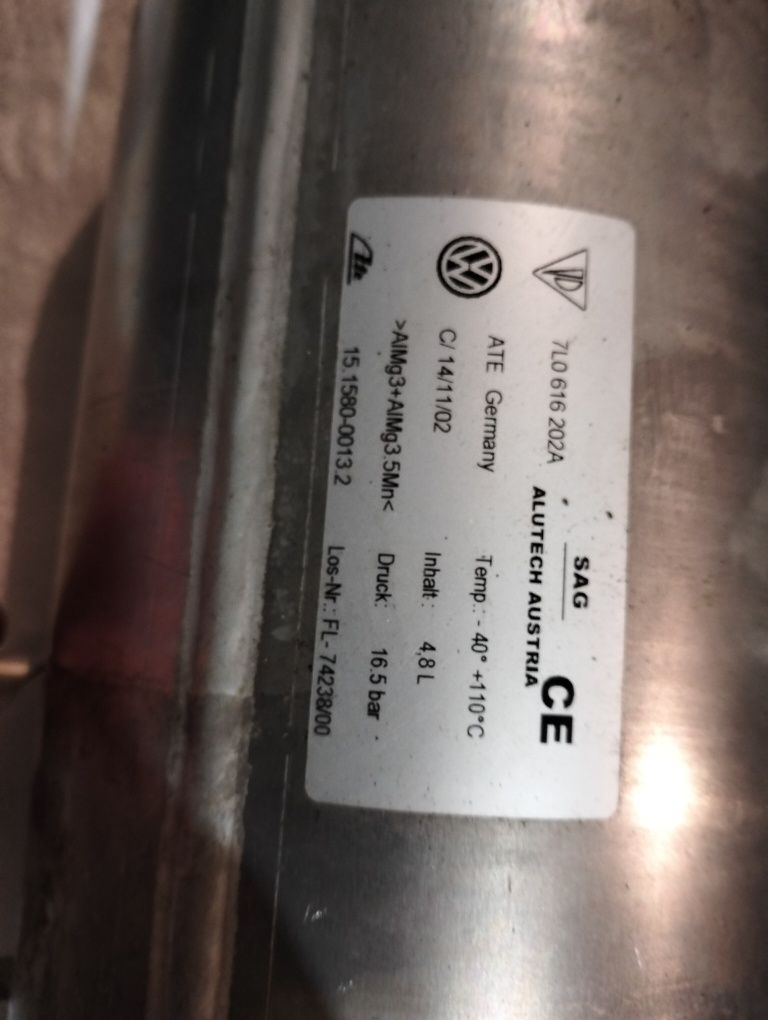 7L0 616 202A
SAG
ALUTECH AUSTRIA
CE
ATE Germany
Temp.: - 40° +110°C
C/ 14/11/02
Inhalt: 4,8 L
>AlMg3+AlMg3.5Mn<
Druck: 16.5 bar
Ate
15.1580-0013.2
Los-Nr.: FL- 74238/00